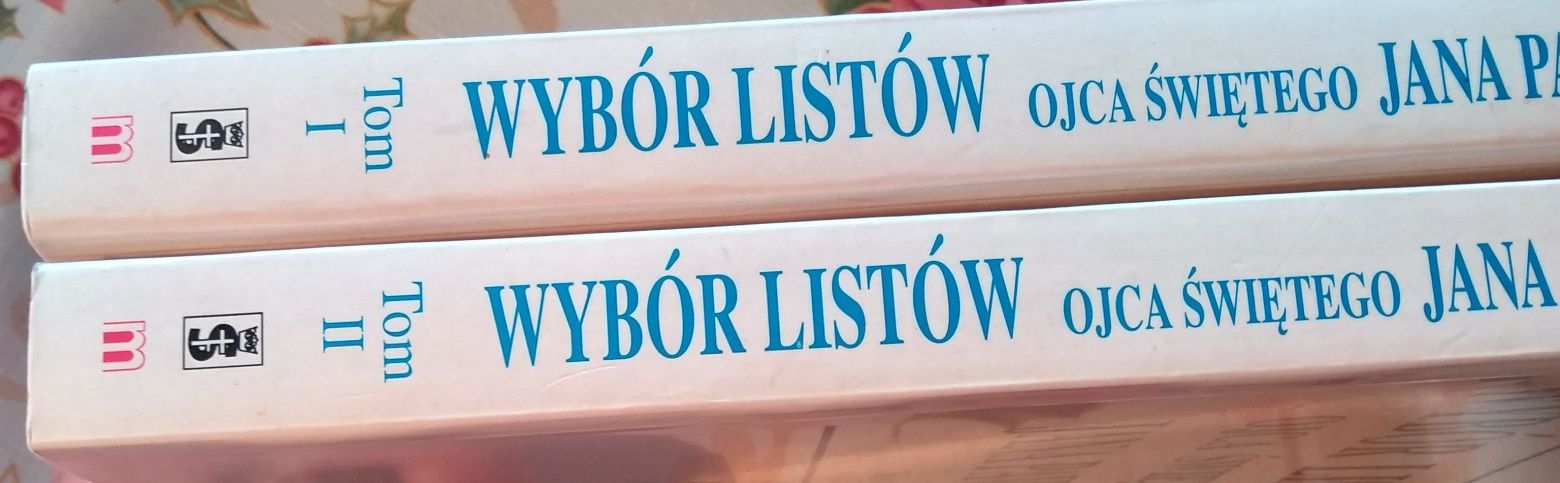 Tom
I
WYBÓR LISTÓW OJCA ŚWIĘTEGO JANA PA
Tom
II
WYBÓR LISTÓW OJCA ŚWIĘTEGO JANA